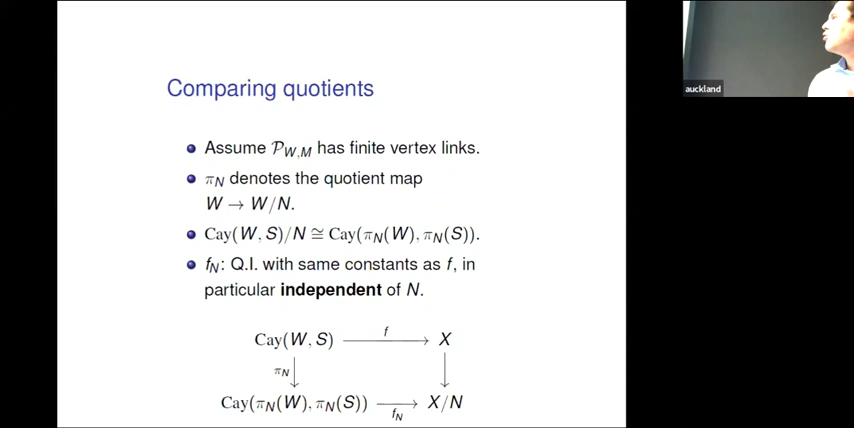 Comparing quotients
Assume 𝒫_{W,M} has finite vertex links.
π_N denotes the quotient map
W → W/N.
Cay(W, S)/N ≅ Cay(π_N(W), π_N(S)).
f_N: Q.I. with same constants as f, in
particular independent of N.
Cay(W, S) f X
π_N
Cay(π_N(W), π_N(S)) f_N X/N
auckland